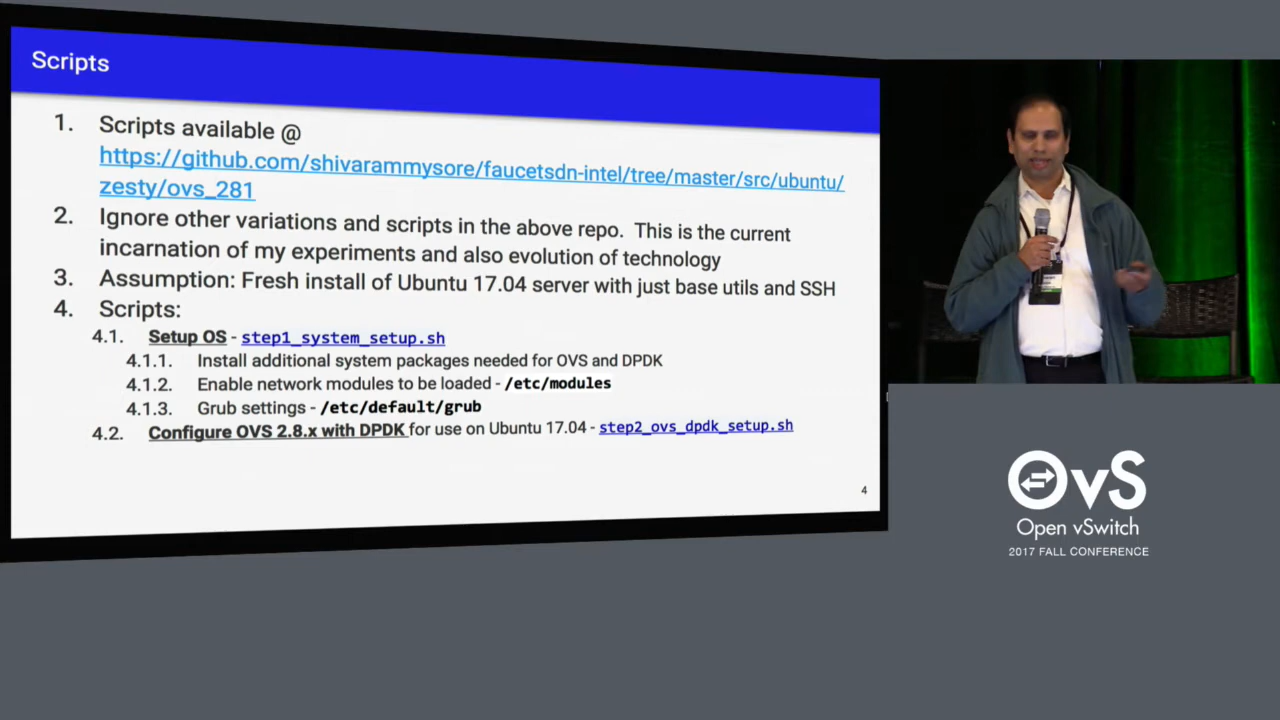 Scripts
1. Scripts available @
https://github.com/shivarammysore/faucetsdn-intel/tree/master/src/ubuntu/
zesty/ovs_281
2. Ignore other variations and scripts in the above repo. This is the current
incarnation of my experiments and also evolution of technology
3. Assumption: Fresh install of Ubuntu 17.04 server with just base utils and SSH
4. Scripts:
4.1. Setup OS - step1_system_setup.sh
4.1.1. Install additional system packages needed for OVS and DPDK
4.1.2. Enable network modules to be loaded - /etc/modules
4.1.3. Grub settings - /etc/default/grub
4.2. Configure OVS 2.8.x with DPDK for use on Ubuntu 17.04 - step2_ovs_dpdk_setup.sh
4
OvS
Open vSwitch
2017 FALL CONFERENCE